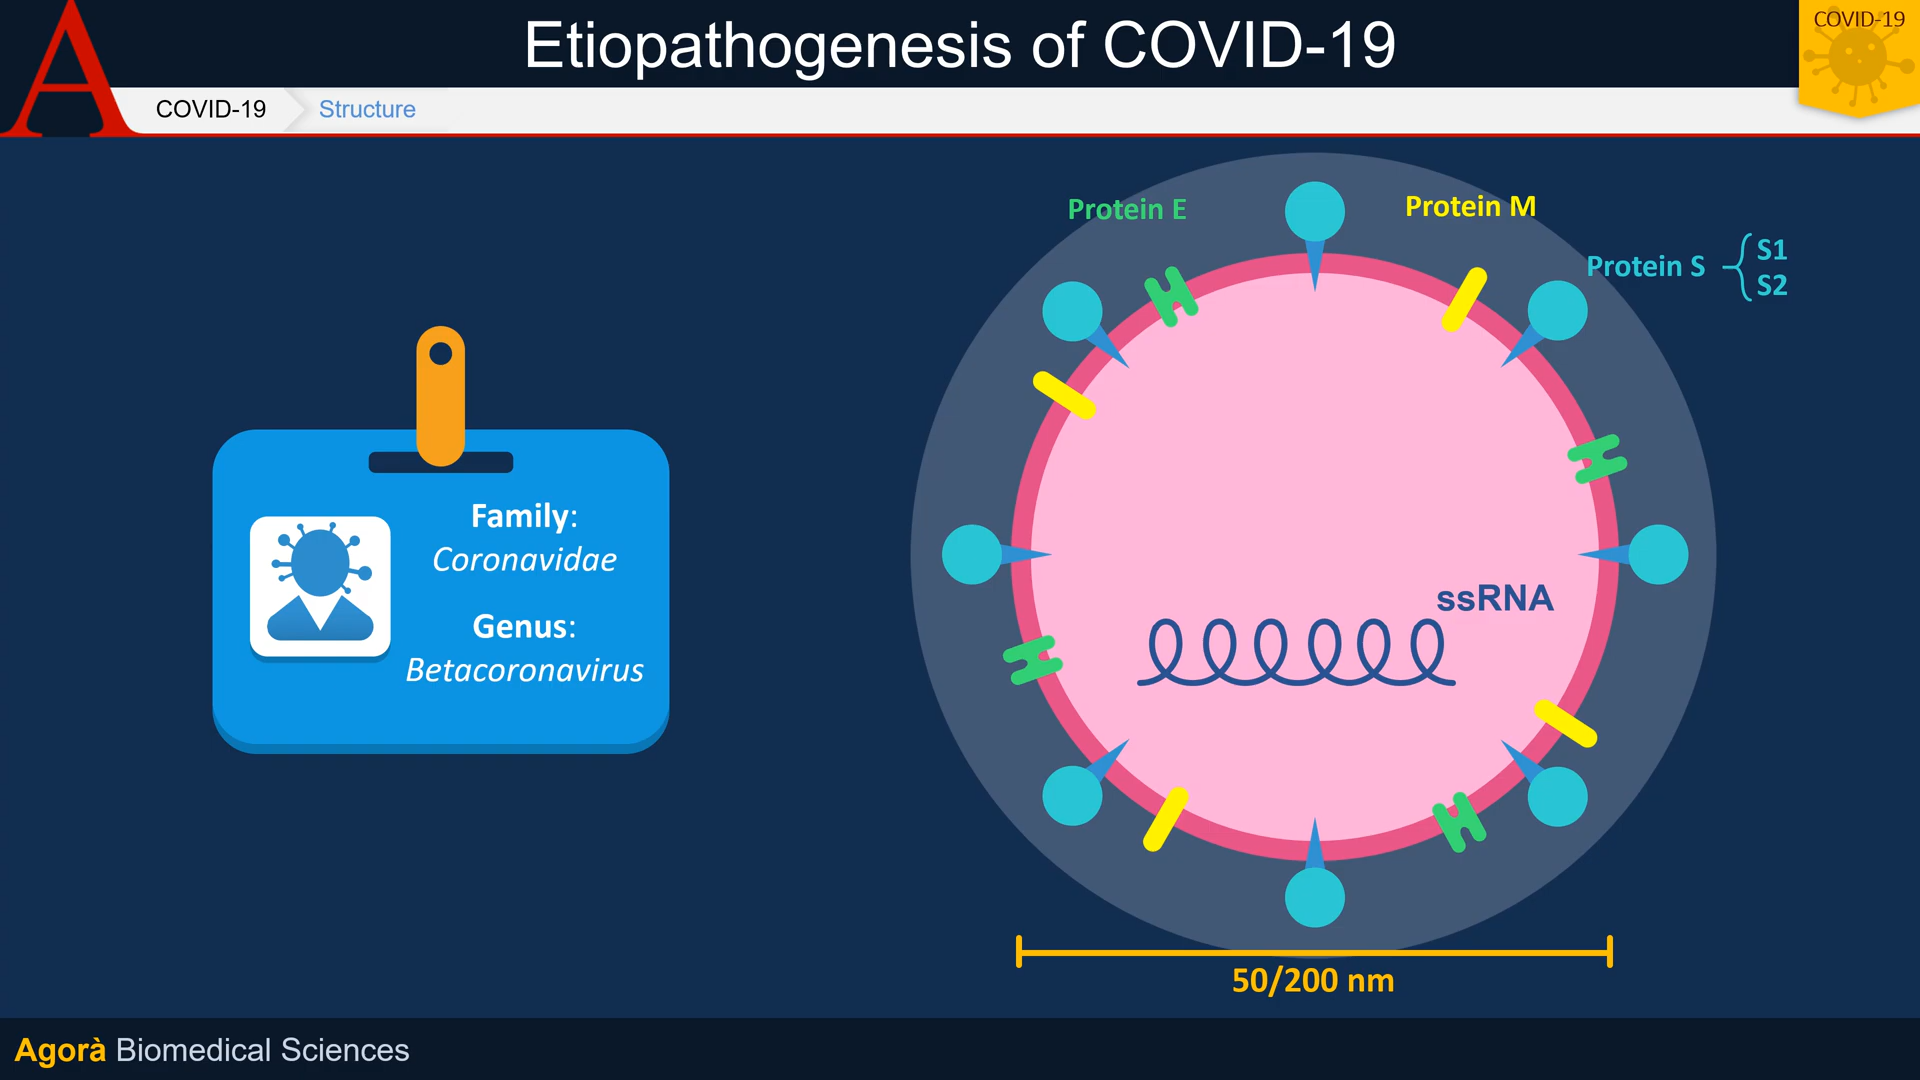 Etiopathogenesis of COVID-19
COVID-19
A
COVID-19
Structure
Protein E
Protein M
Protein S
S1
S2
Family:
Coronavidae
Genus:
Betacoronavirus
ssRNA
50/200 nm
Agorà Biomedical Sciences